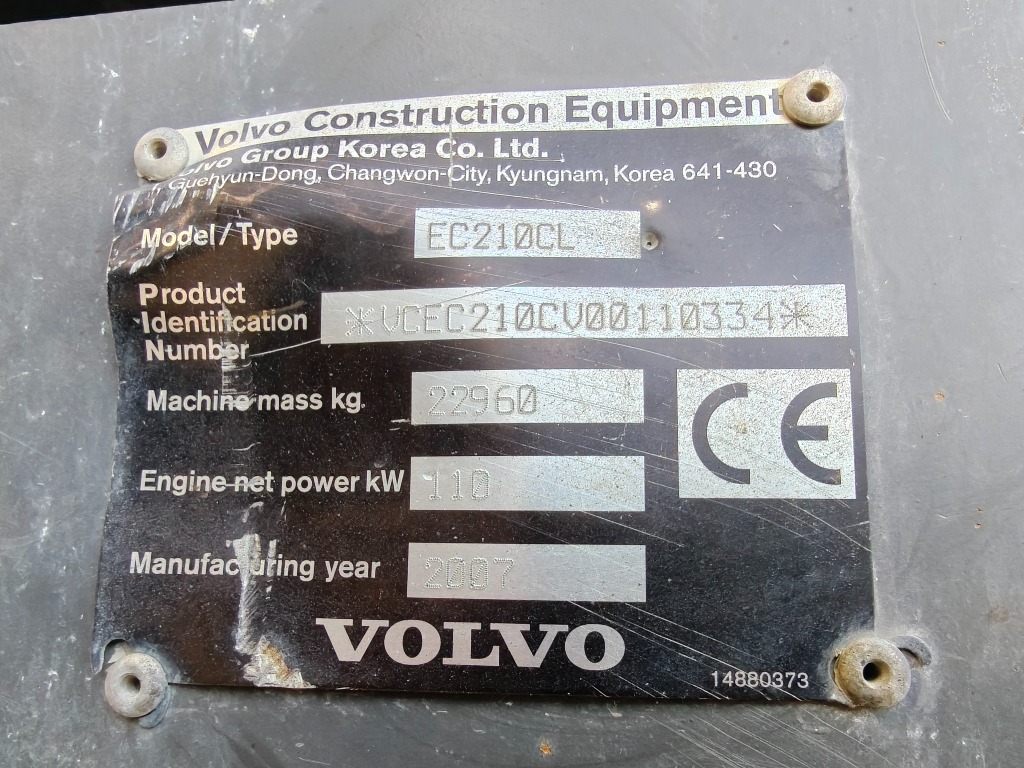 Volvo Construction Equipment
Volvo Group Korea Co. Ltd.
Guehyun-Dong, Changwon-City, Kyungnam, Korea 641-430
Model/Type EC210CL
Product
Identification
Number
*VCEC210CV00110334*
Machine mass kg. 22960
CE
Engine net power kW 110
Manufacturing year 2007
VOLVO
14880373